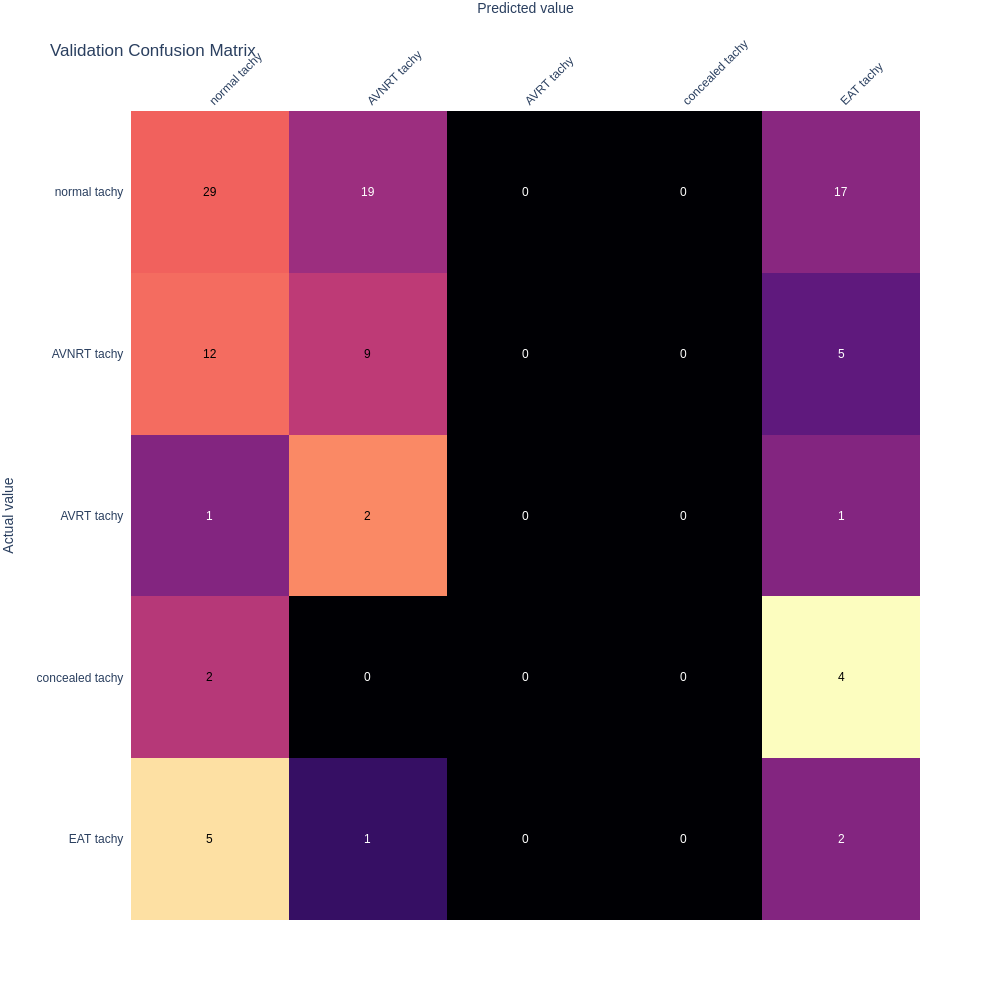 Predicted value
Validation Confusion Matrix
normal tachy AVNRT tachy AVRT tachy concealed tachy EAT tachy
normal tachy 29 19 0 0 17
AVNRT tachy 12 9 0 0 5
AVRT tachy 1 2 0 0 1
concealed tachy 2 0 0 0 4
EAT tachy 5 1 0 0 2
Actual value